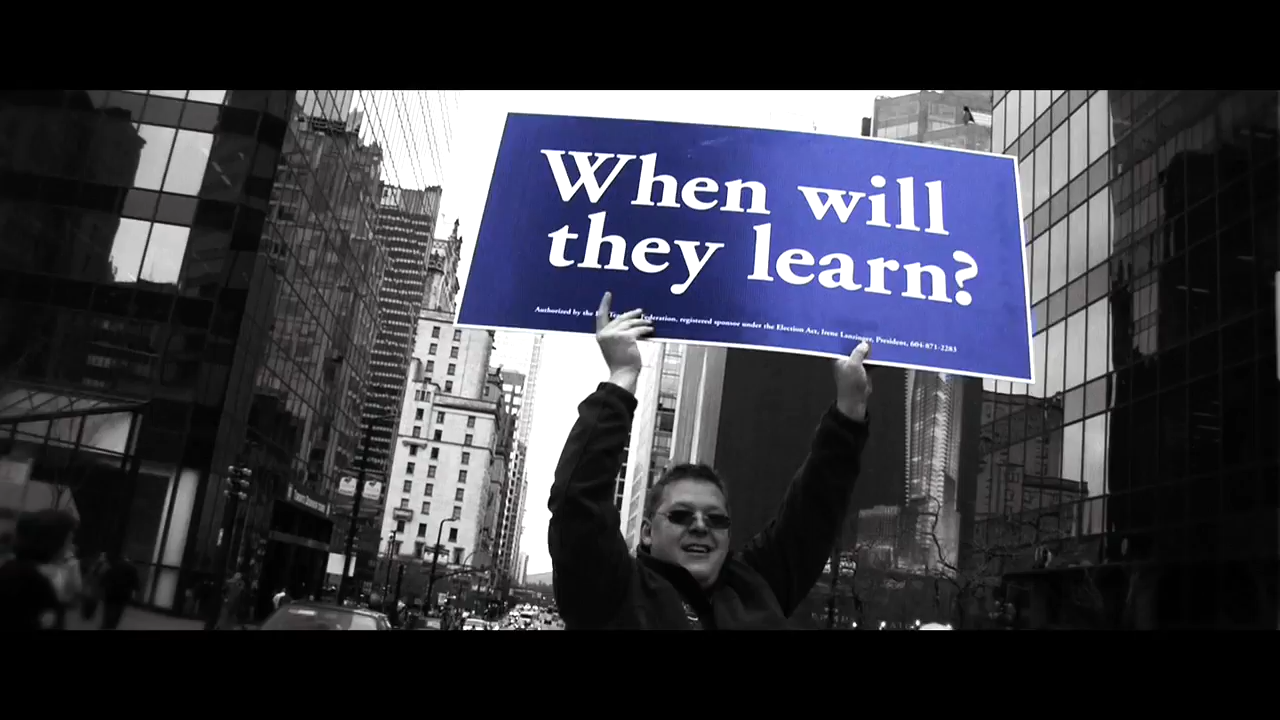 When will
they learn?
Authorized by the Federation, registered sponsor under the Election Act, Irene Lanzinger, President, 604-871-2283